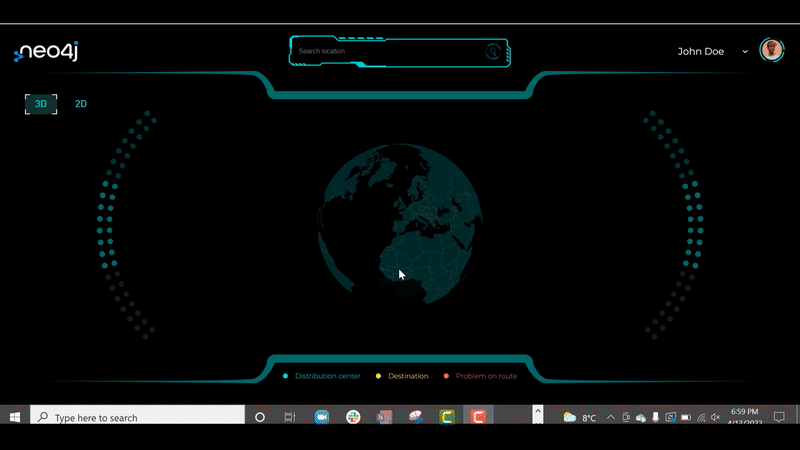 neo4j
Search location
John Doe
3D
2D
Distribution center
Destination
Problem on route
Type here to search
8°C
6:59 PM
4/12/2022